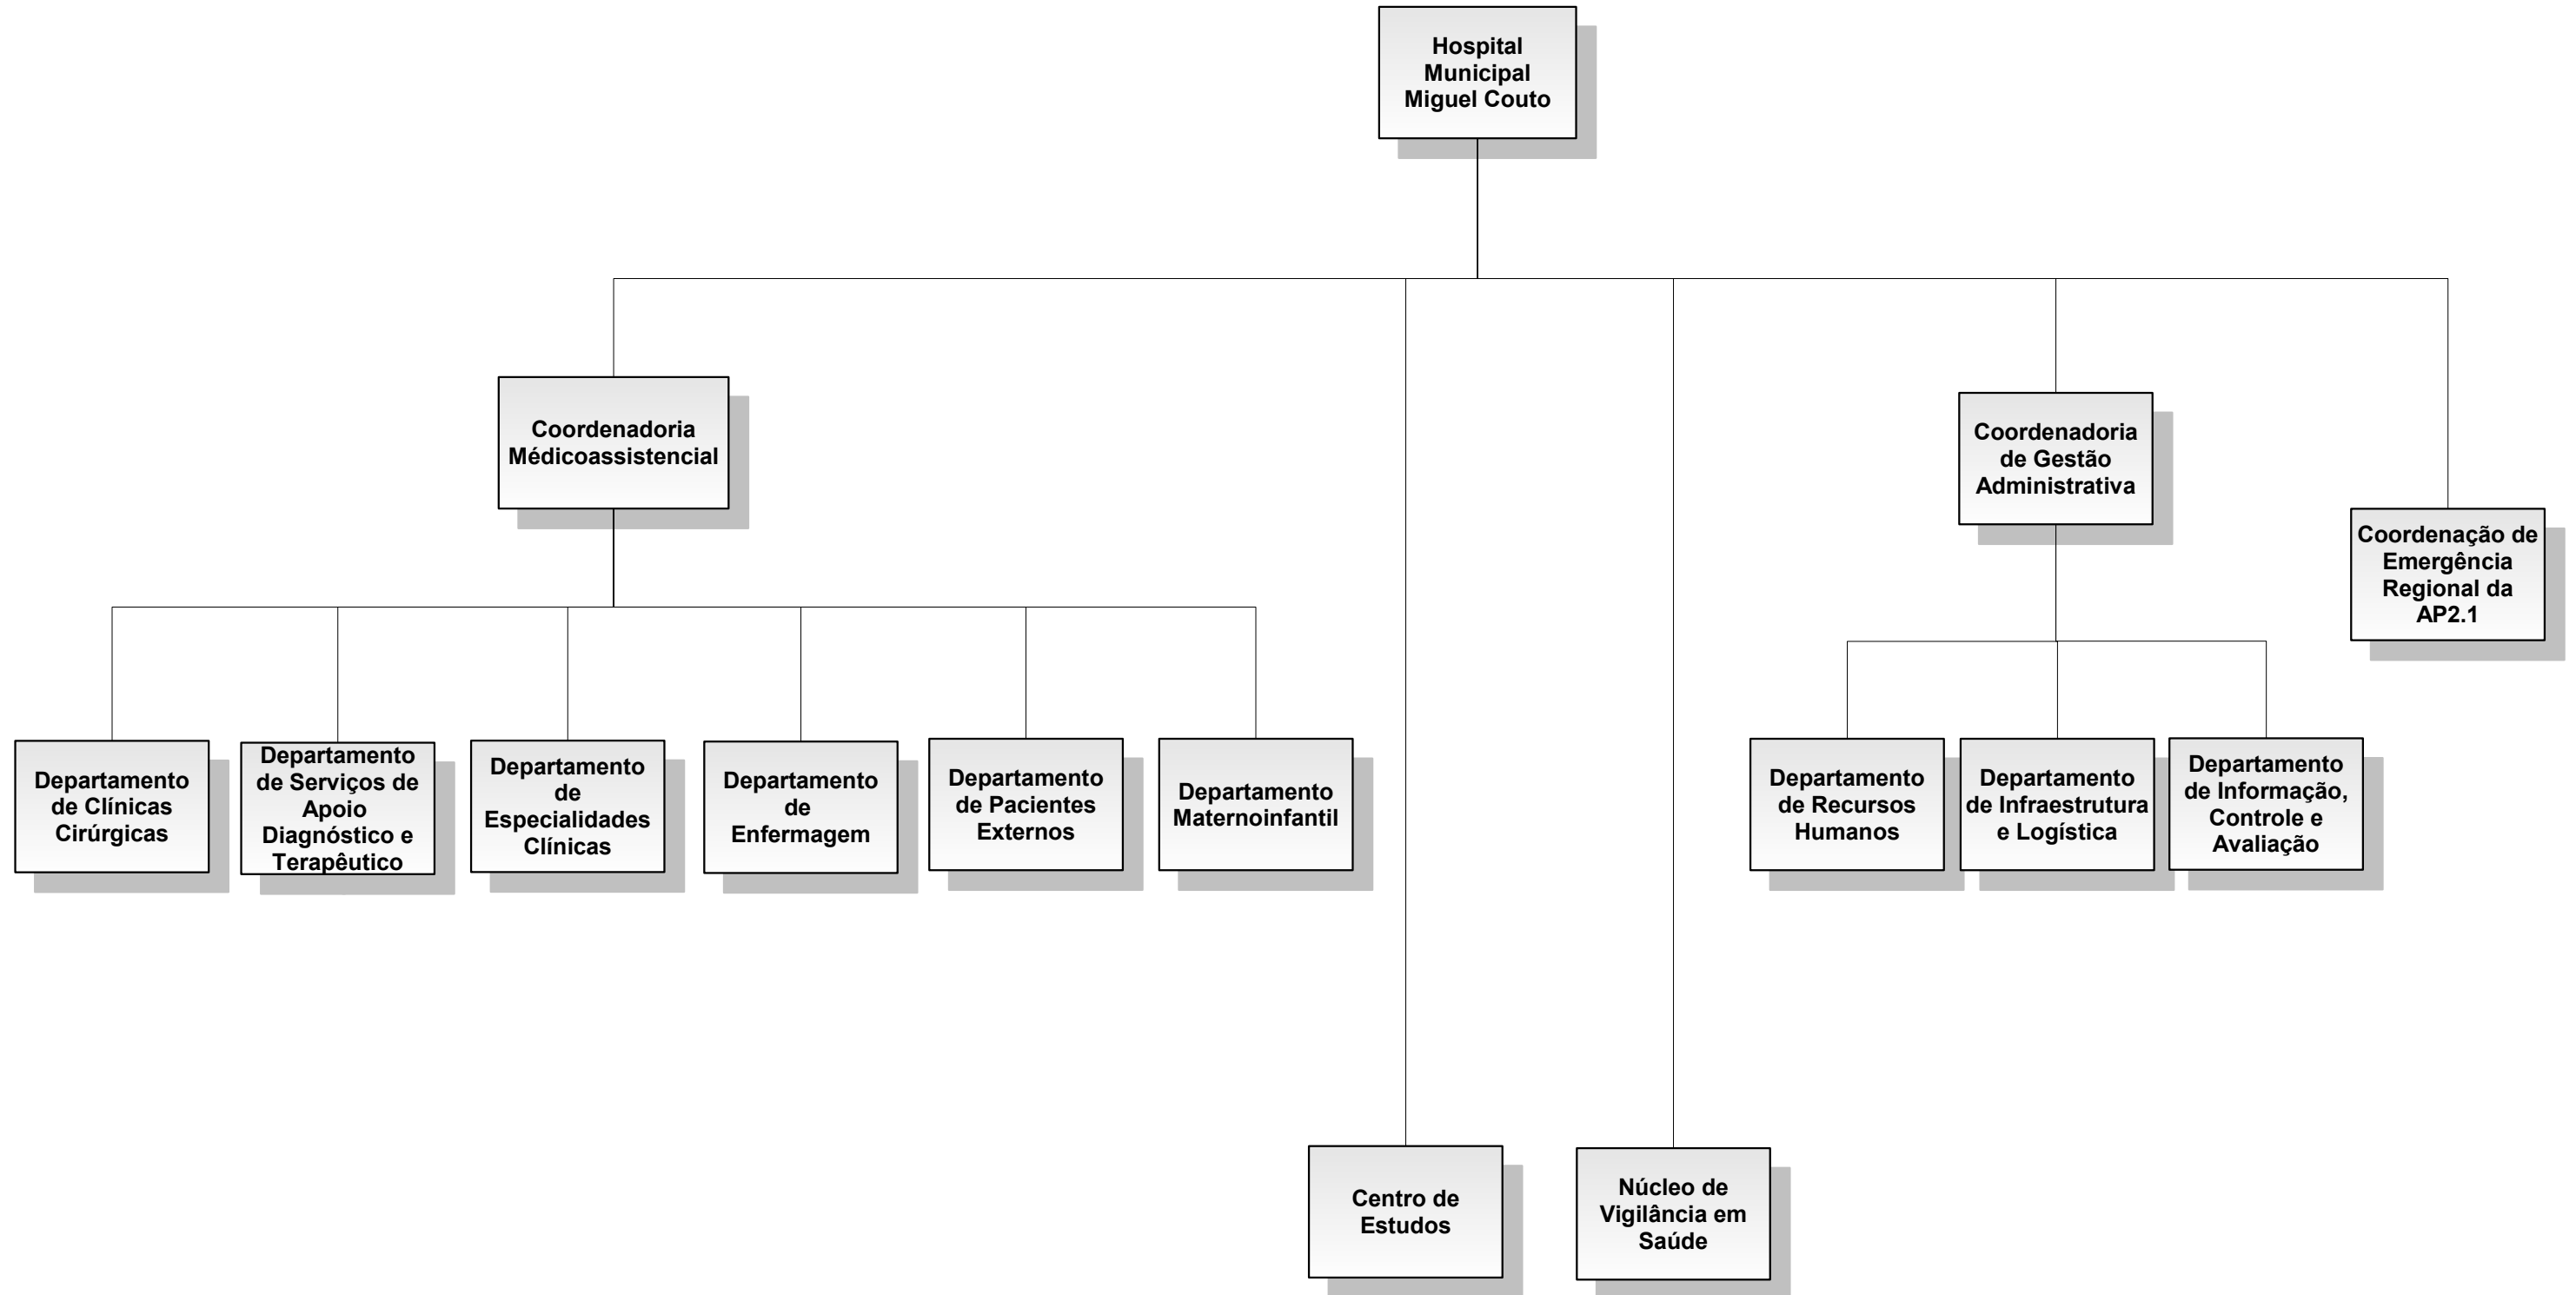 Hospital
Municipal
Miguel Couto
Coordenadoria
Médicoassistencial
Coordenadoria
de Gestão
Administrativa
Coordenação de
Emergência
Regional da
AP2.1
Departamento
de Clínicas
Cirúrgicas
Departamento
de Serviços de
Apoio
Diagnóstico e
Terapêutico
Departamento
de
Especialidades
Clínicas
Departamento
de
Enfermagem
Departamento
de Pacientes
Externos
Departamento
Maternoinfantil
Departamento
de Recursos
Humanos
Departamento
de Infraestrutura
e Logística
Departamento
de Informação,
Controle e
Avaliação
Centro de
Estudos
Núcleo de
Vigilância em
Saúde